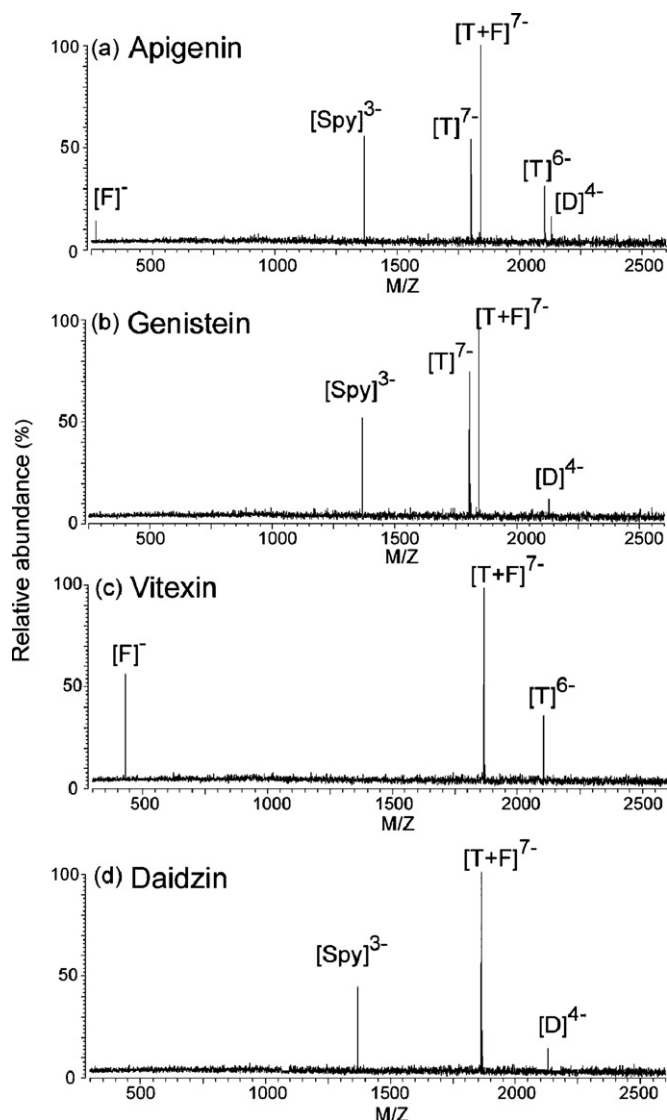 (a) Apigenin
[T+F]7-
[Spy]3-
[T]7-
[T]6-
[D]4-
[F]-
100
50
0
500 1000 1500 2000 2500
M/Z
(b) Genistein
[T+F]7-
[T]7-
[Spy]3-
[D]4-
100
50
0
500 1000 1500 2000 2500
M/Z
Relative abundance (%)
(c) Vitexin
[T+F]7-
[F]-
[T]6-
100
50
0
500 1000 1500 2000 2500
M/Z
(d) Daidzin
[T+F]7-
[Spy]3-
[D]4-
100
50
0
500 1000 1500 2000 2500
M/Z